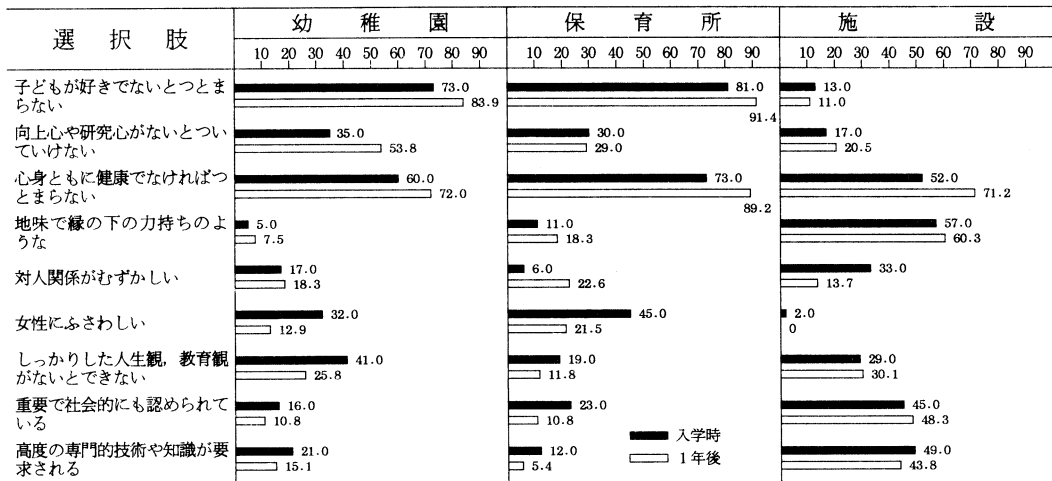 選択肢 幼稚園 保育所 施設
10 20 30 40 50 60 70 80 90 10 20 30 40 50 60 70 80 90 10 20 30 40 50 60 70 80 90
子どもが好きでないとつとま
らない
73.0 81.0 13.0
83.9 91.4 11.0
向上心や研究心がないとつい
ていけない
35.0 30.0 17.0
53.8 29.0 20.5
心身ともに健康でなければつ
とまらない
60.0 73.0 52.0
72.0 89.2 71.2
地味で縁の下の力持ちのよ
うな
5.0 11.0 57.0
7.5 18.3 60.3
対人関係がむずかしい
17.0 6.0 33.0
18.3 22.6 13.7
女性にふさわしい
32.0 45.0 2.0
12.9 21.5 0
しっかりした人生観，教育観
がないとできない
41.0 19.0 29.0
25.8 11.8 30.1
重要で社会的にも認められて
いる
16.0 23.0 45.0
10.8 10.8 48.3
高度の専門的技術や知識が要
求される
21.0 12.0 49.0
15.1 5.4 43.8
入学時
1年後